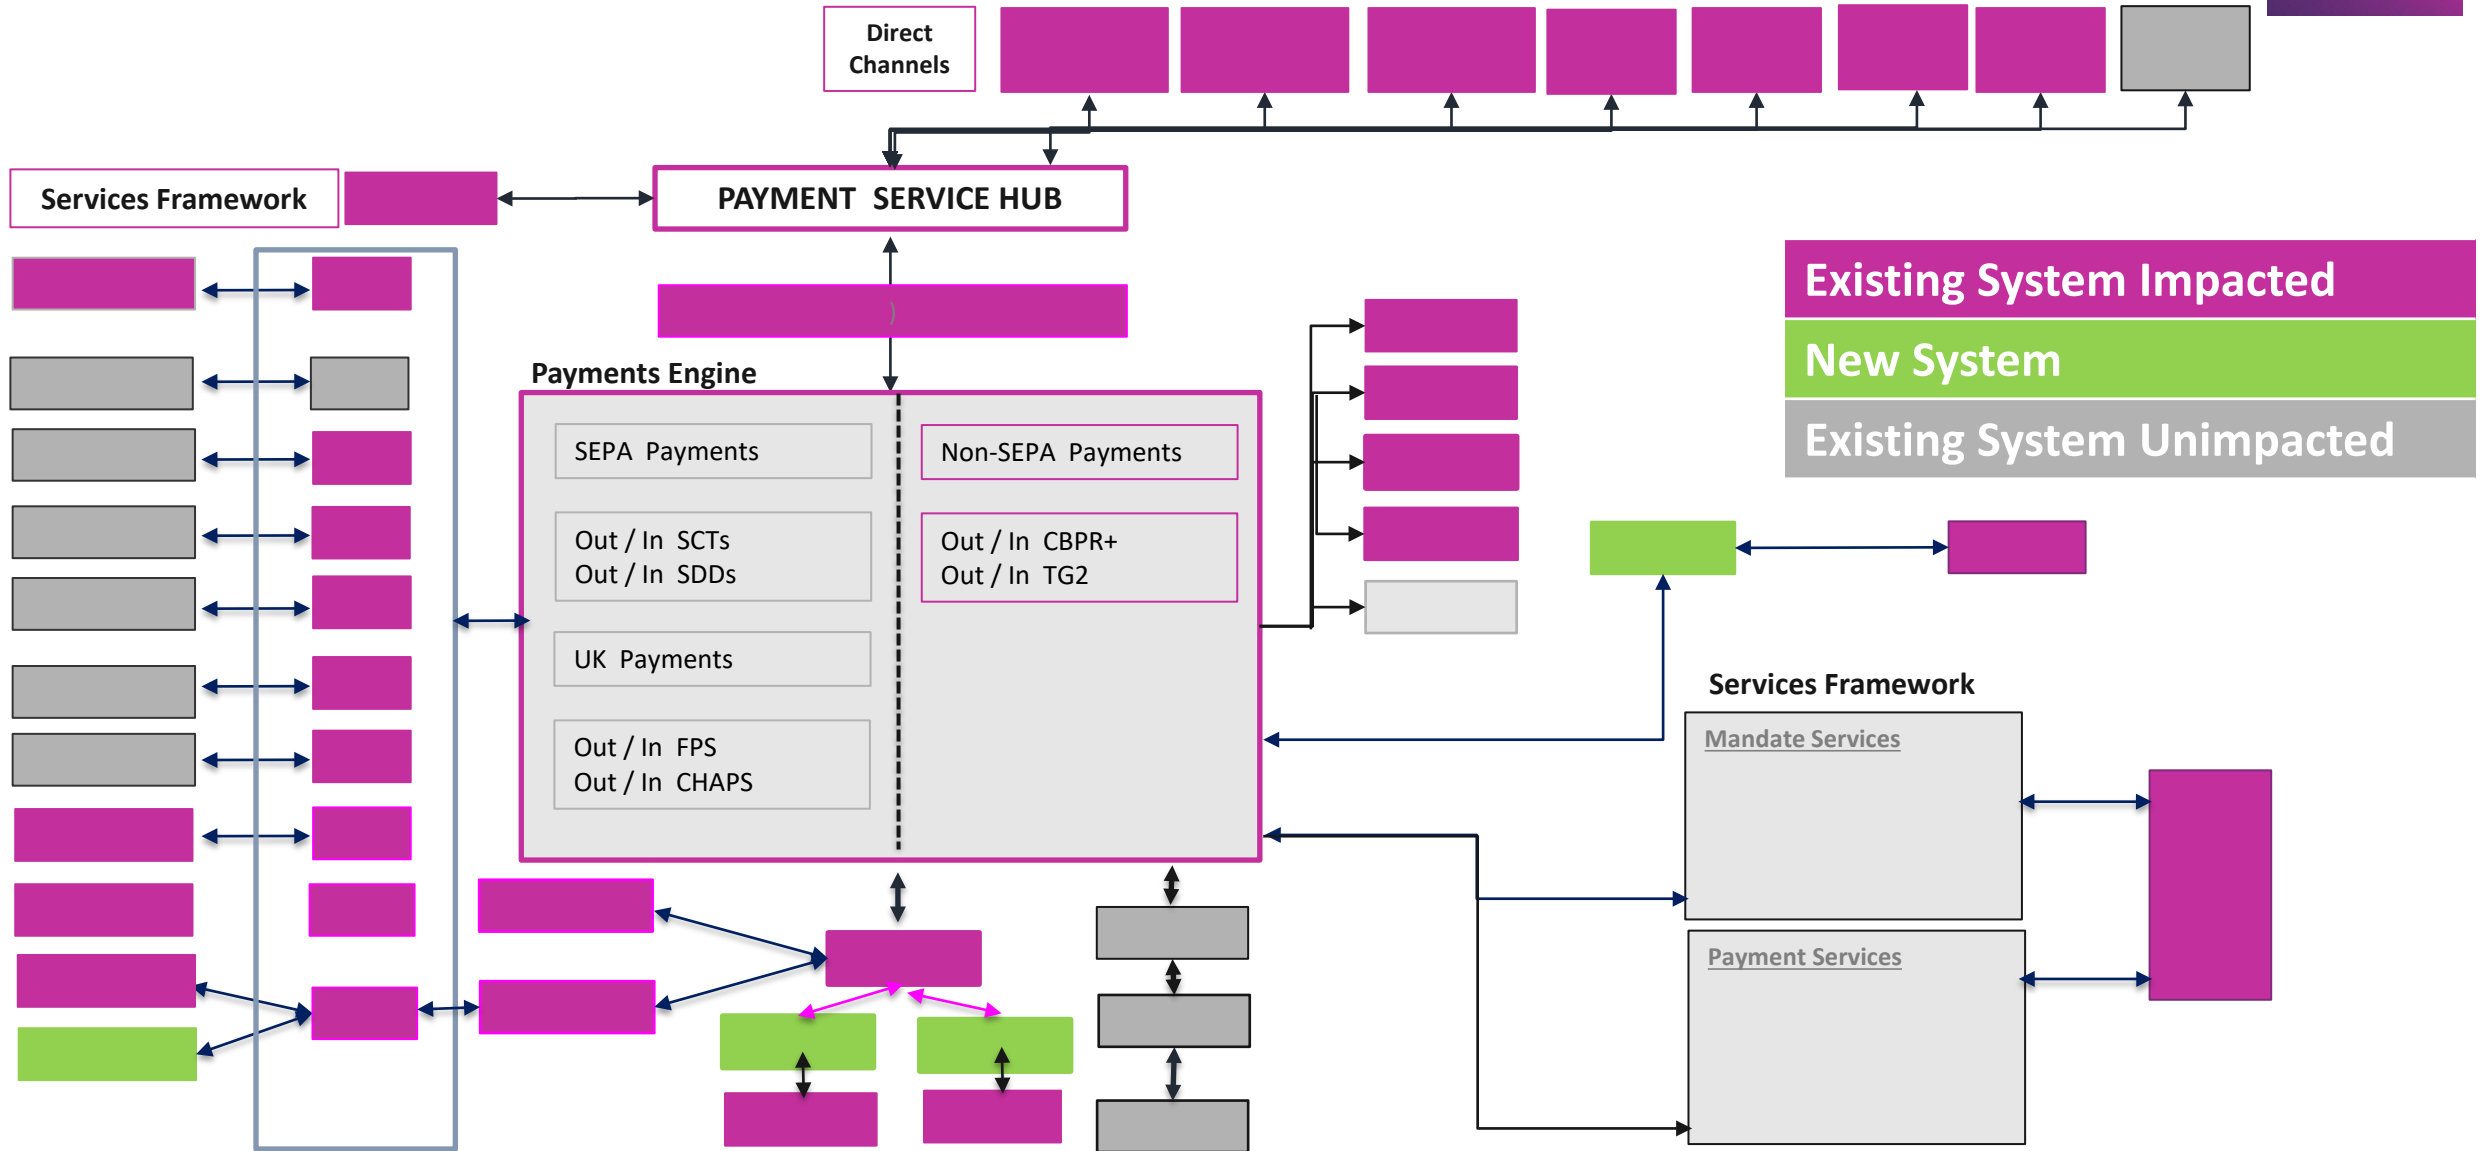 Direct
Channels
Services Framework
PAYMENT SERVICE HUB
)
Existing System Impacted
New System
Existing System Unimpacted
Payments Engine
SEPA Payments
Non-SEPA Payments
Out / In SCTs
Out / In SDDs
Out / In CBPR+
Out / In TG2
UK Payments
Out / In FPS
Out / In CHAPS
Services Framework
Mandate Services
Payment Services